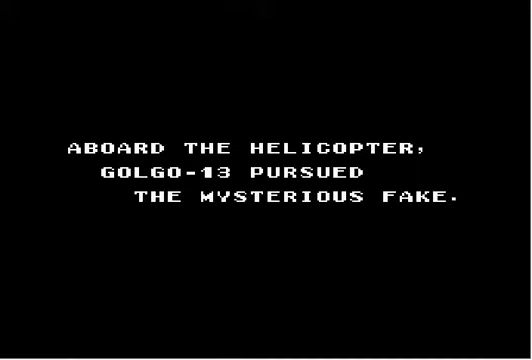 ABOARD THE HELICOPTER,
GOLGO-13 PURSUED
THE MYSTERIOUS FAKE.